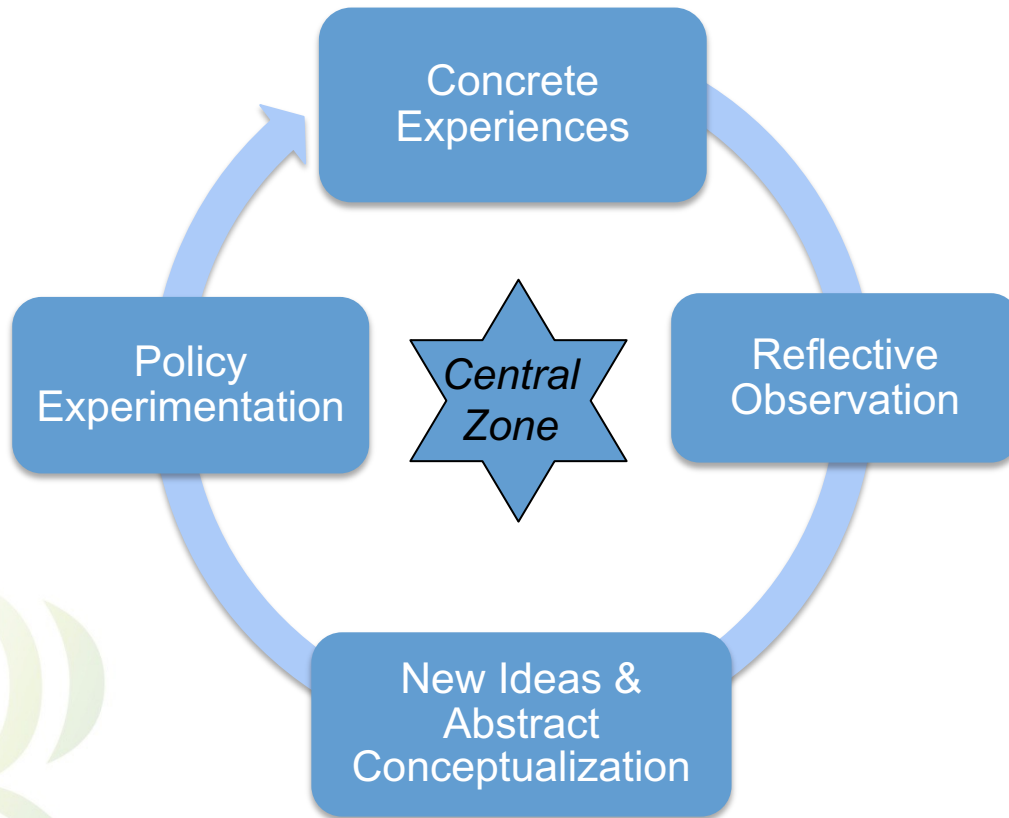 Concrete
Experiences
Reflective
Observation
New Ideas &
Abstract
Conceptualization
Policy
Experimentation
Central
Zone